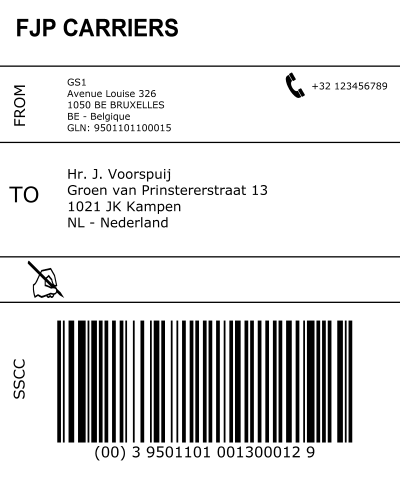 FJP CARRIERS
FROM
GS1
Avenue Louise 326
1050 BE BRUXELLES
BE - Belgique
GLN: 9501101100015
+32 123456789
TO
Hr. J. Voorspuij
Groen van Prinstererstraat 13
1021 JK Kampen
NL - Nederland
SSCC
(00) 3 9501101 001300012 9